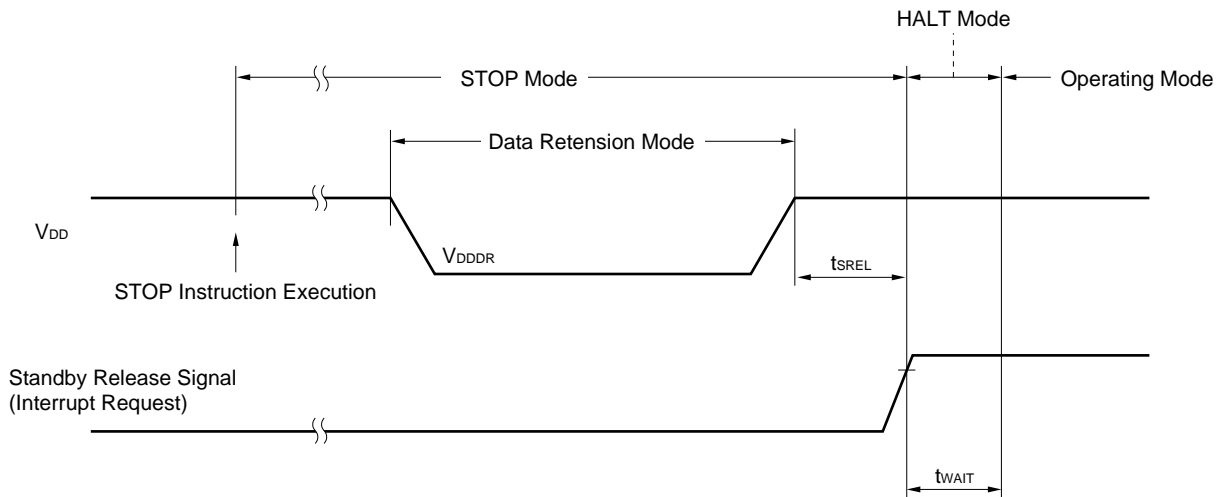 HALT Mode
STOP Mode
Operating Mode
Data Retension Mode
VDD
VDDDR
tSREL
STOP Instruction Execution
Standby Release Signal
(Interrupt Request)
tWAIT